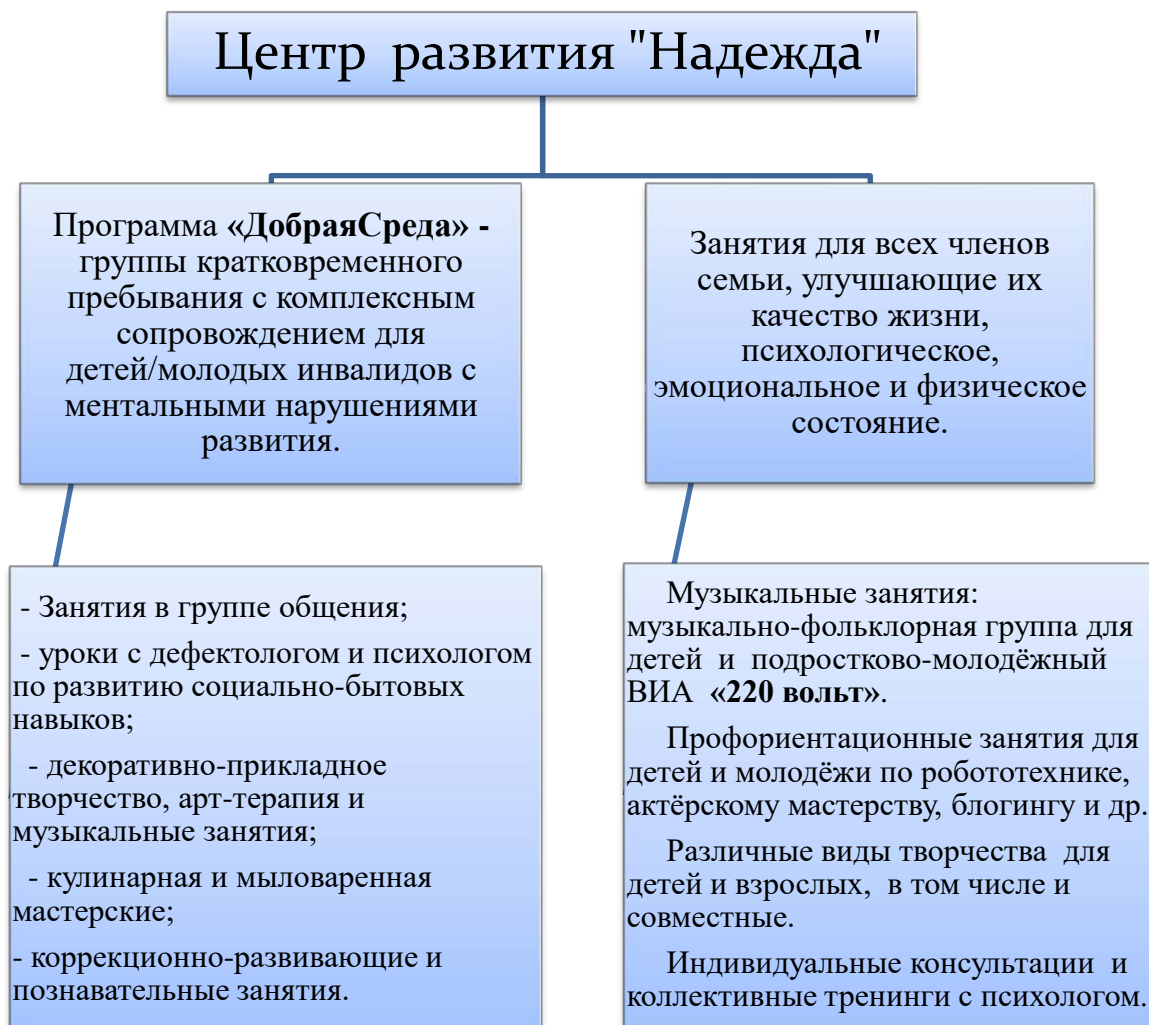 Центр развития "Надежда"
Программа «ДобраяСреда» -
группы кратковременного
пребывания с комплексным
сопровождением для
детей/молодых инвалидов с
ментальными нарушениями
развития.
Занятия для всех членов
семьи, улучшающие их
качество жизни,
психологическое,
эмоциональное и физическое
состояние.
- Занятия в группе общения;
- уроки с дефектологом и психологом
по развитию социально-бытовых
навыков;
- декоративно-прикладное
творчество, арт-терапия и
музыкальные занятия;
- кулинарная и мыловаренная
мастерские;
- коррекционно-развивающие и
познавательные занятия.
Музыкальные занятия:
музыкально-фольклорная группа для
детей и подростково-молодёжный
ВИА «220 вольт».
Профориентационные занятия для
детей и молодёжи по робототехнике,
актёрскому мастерству, блогингу и др.
Различные виды творчества для
детей и взрослых, в том числе и
совместные.
Индивидуальные консультации и
коллективные тренинги с психологом.